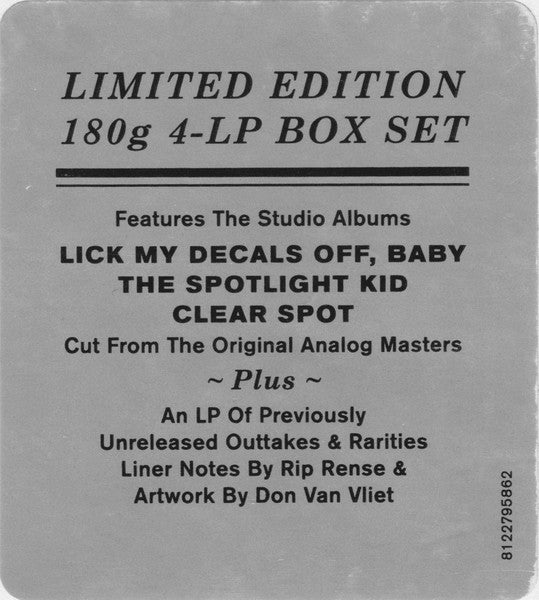 LIMITED EDITION
180g 4-LP BOX SET
Features The Studio Albums
LICK MY DECALS OFF, BABY
THE SPOTLIGHT KID
CLEAR SPOT
Cut From The Original Analog Masters
~ Plus ~
An LP Of Previously
Unreleased Outtakes & Rarities
Liner Notes By Rip Rense &
Artwork By Don Van Vliet
8122795862